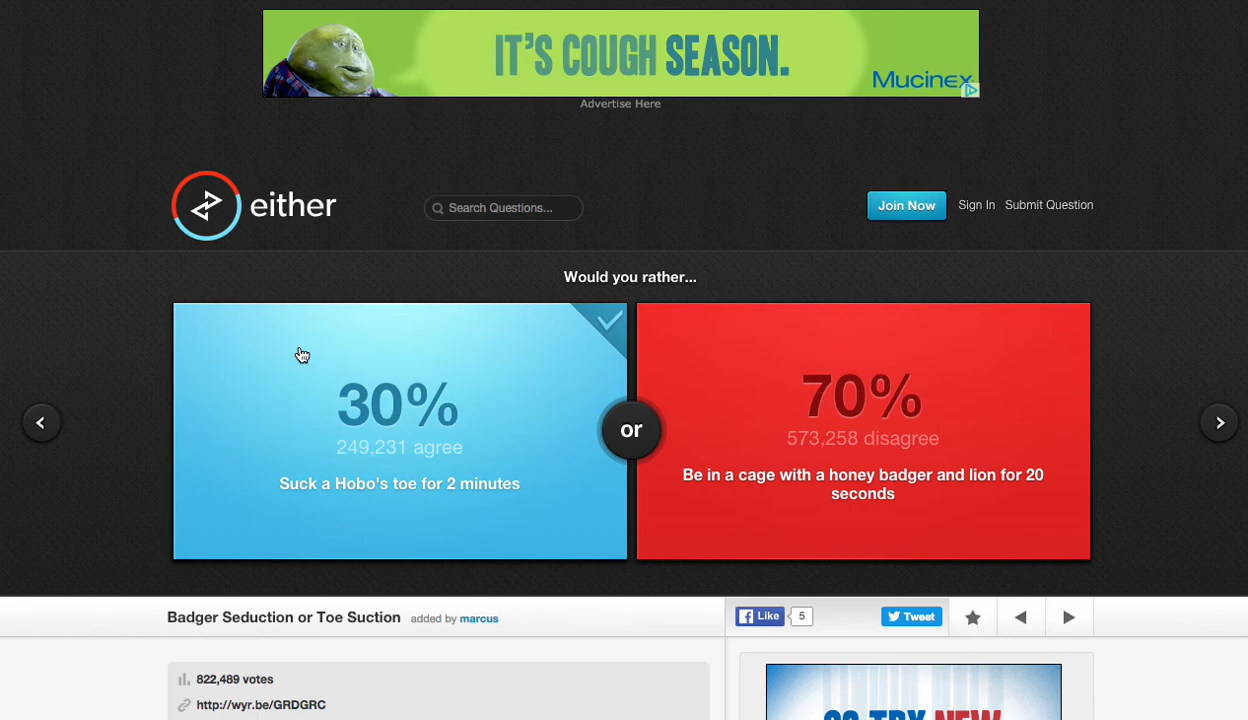 IT'S COUGH SEASON.
Mucinex
Advertise Here
either
Search Questions...
Join Now
Sign In
Submit Question
Would you rather...
30%
249,231 agree
Suck a Hobo's toe for 2 minutes
or
70%
573,258 disagree
Be in a cage with a honey badger and lion for 20
seconds
Badger Seduction or Toe Suction
added by marcus
Like
5
Tweet
822,489 votes
http://wyr.be/GRDGRC
TRY NEW